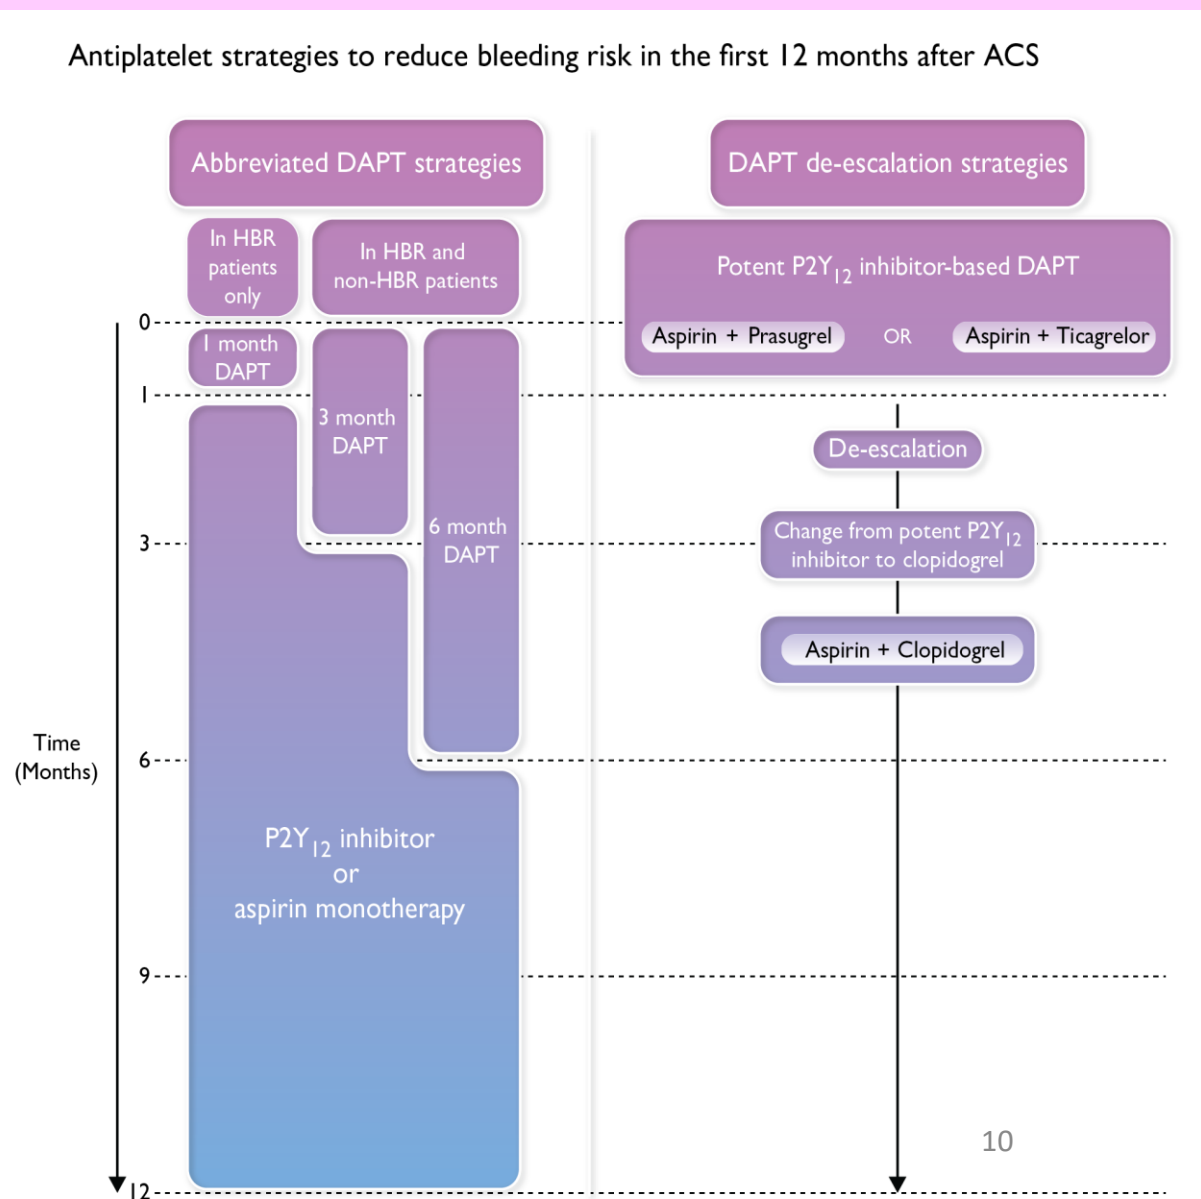 Antiplatelet strategies to reduce bleeding risk in the first 12 months after ACS
Abbreviated DAPT strategies
In HBR
patients
only
In HBR and
non-HBR patients
1 month
DAPT
3 month
DAPT
6 month
DAPT
P2Y12 inhibitor
or
aspirin monotherapy
Time
(Months)
0
1
3
6
9
12
DAPT de-escalation strategies
Potent P2Y12 inhibitor-based DAPT
Aspirin + Prasugrel
OR
Aspirin + Ticagrelor
De-escalation
Change from potent P2Y12
inhibitor to clopidogrel
Aspirin + Clopidogrel
10